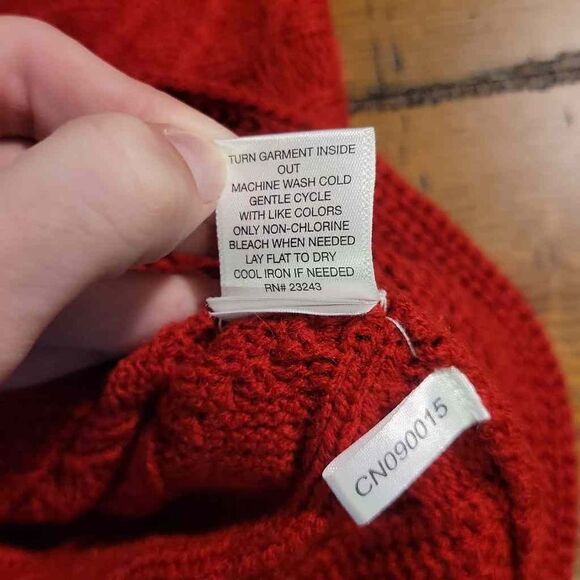 TURN GARMENT INSIDE
OUT
MACHINE WASH COLD
GENTLE CYCLE
WITH LIKE COLORS
ONLY NON-CHLORINE
BLEACH WHEN NEEDED
LAY FLAT TO DRY
COOL IRON IF NEEDED
RN# 23243
CN090015